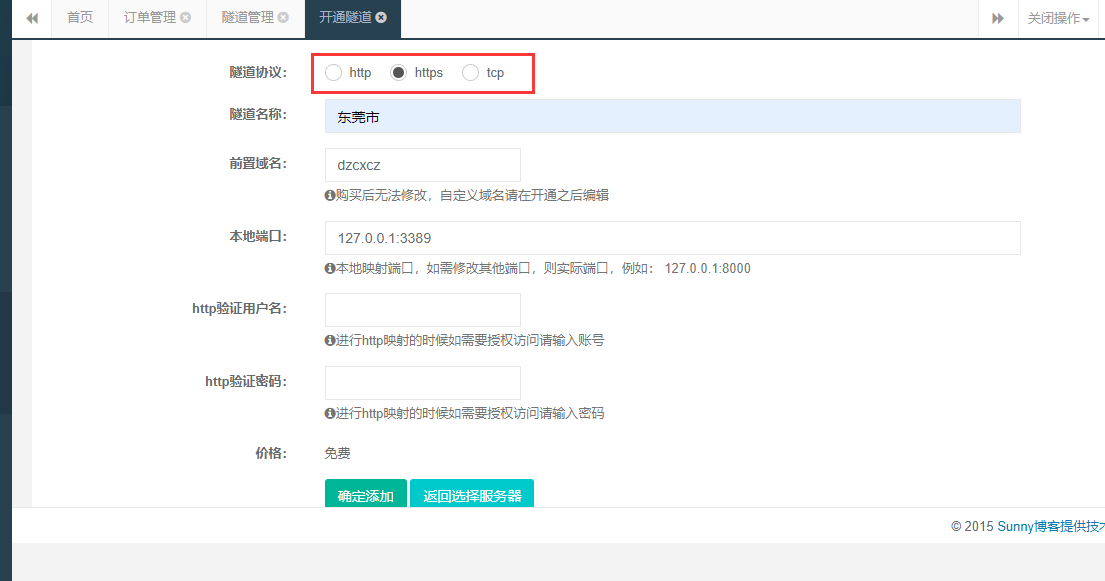 首页 订单管理 隧道管理 开通隧道 关闭操作
隧道协议： http https tcp
隧道名称： 东莞市
前置域名： dzcxcz
购买后无法修改，自定义域名请在开通之后编辑
本地端口： 127.0.0.1:3389
本地映射端口，如需修改其他端口，则实际端口，例如： 127.0.0.1:8000
http验证用户名：
进行http映射的时候如需要授权访问请输入账号
http验证密码：
进行http映射的时候如需要授权访问请输入密码
价格： 免费
确定添加 返回选择服务器
© 2015 Sunny博客提供技